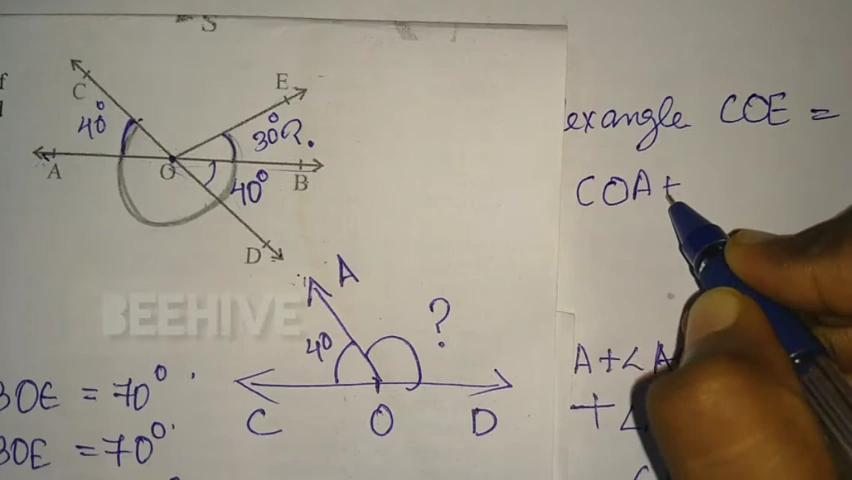 S
f
C
E
40°
30°
A
O
B
40°
D
exangle COE =
COA +
BEEHIVE
A
40
?
C O D
BOE = 70°
BOE = 70°
A + ∠A
+ ∠